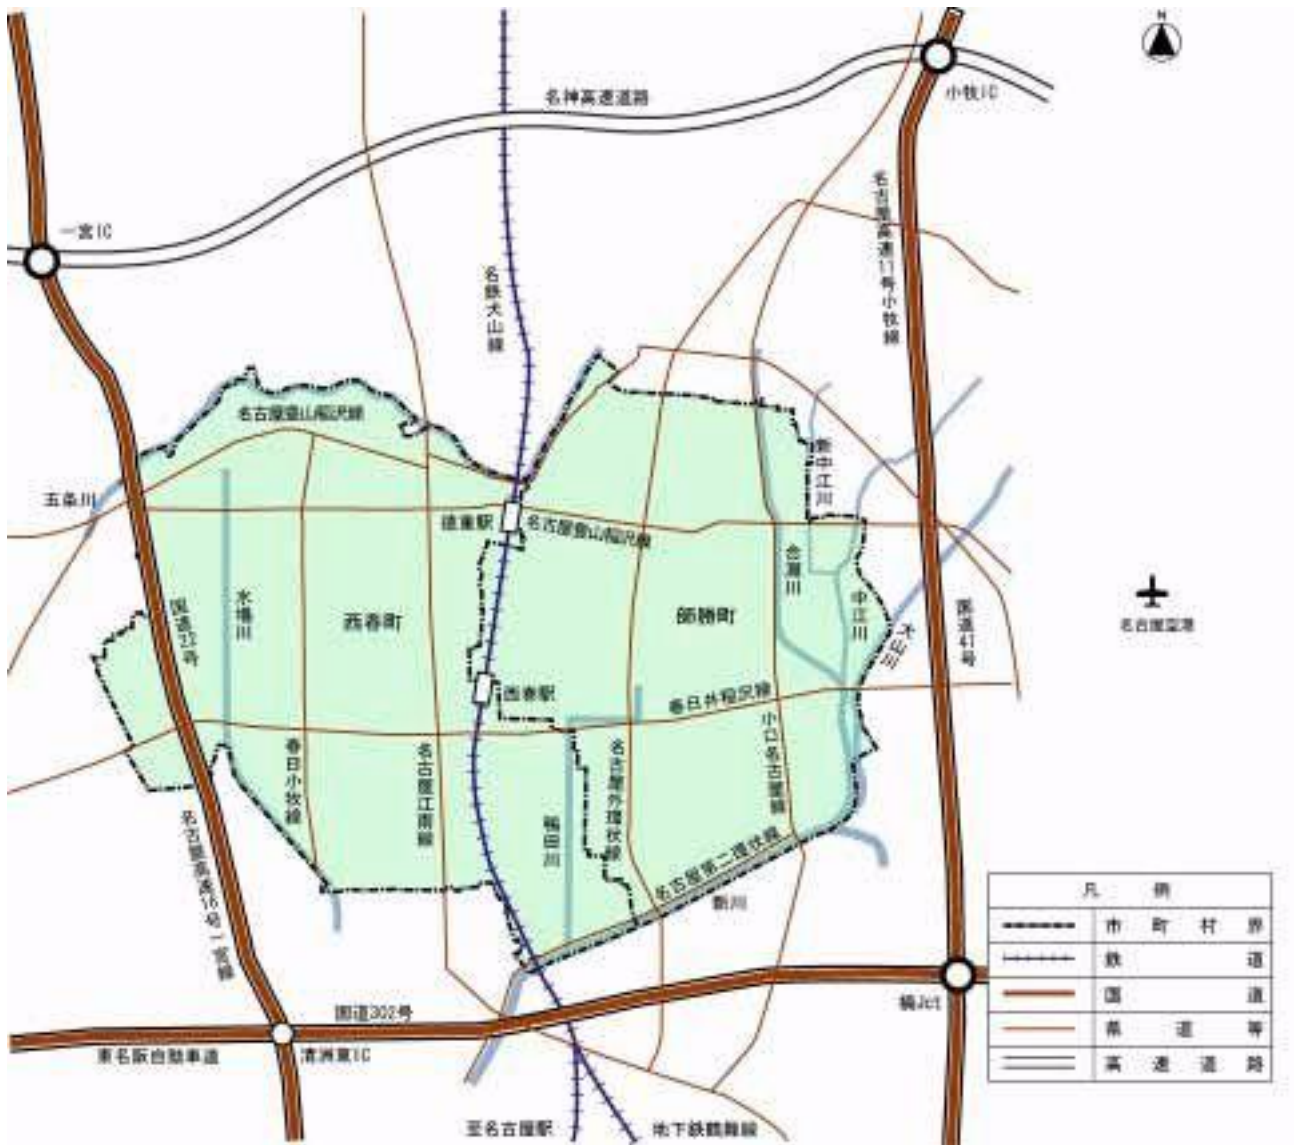 N
名神高速道路
小牧IC
一宮IC
名古屋高速11号小牧線
名鉄犬山線
名古屋豊山稲沢線
五条川
徳重駅
名古屋豊山稲沢線
新中江川
合瀬川
中江川
大山川
国道41号
名古屋空港
水場川
国道22号
西春町
師勝町
西春駅
春日井稲沢線
小口名古屋線
春日小牧線
名古屋江南線
名古屋外環状線
鴨田川
名古屋第二環状線
新川
名古屋高速16号一宮線
国道302号
東名阪自動車道
清洲東IC
楠Jct
至名古屋駅
地下鉄鶴舞線
凡例
市町村界
鉄道
国道
県道等
高速道路